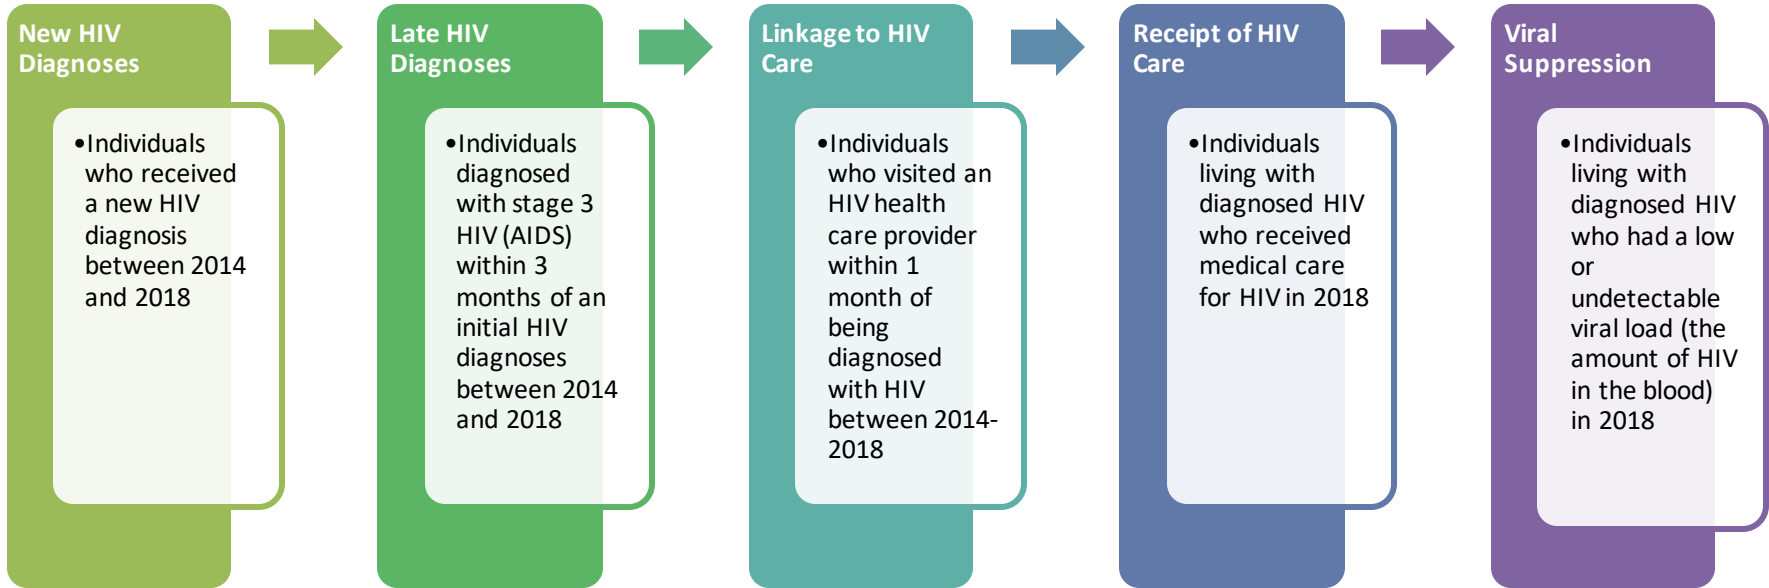 New HIV
Diagnoses
•Individuals
who received
a new HIV
diagnosis
between 2014
and 2018
Late HIV
Diagnoses
•Individuals
diagnosed
with stage 3
HIV (AIDS)
within 3
months of an
initial HIV
diagnoses
between 2014
and 2018
Linkage to HIV
Care
•Individuals
who visited an
HIV health
care provider
within 1
month of
being
diagnosed
with HIV
between 2014-
2018
Receipt of HIV
Care
•Individuals
living with
diagnosed HIV
who received
medical care
for HIV in 2018
Viral
Suppression
•Individuals
living with
diagnosed HIV
who had a low
or
undetectable
viral load (the
amount of HIV
in the blood)
in 2018